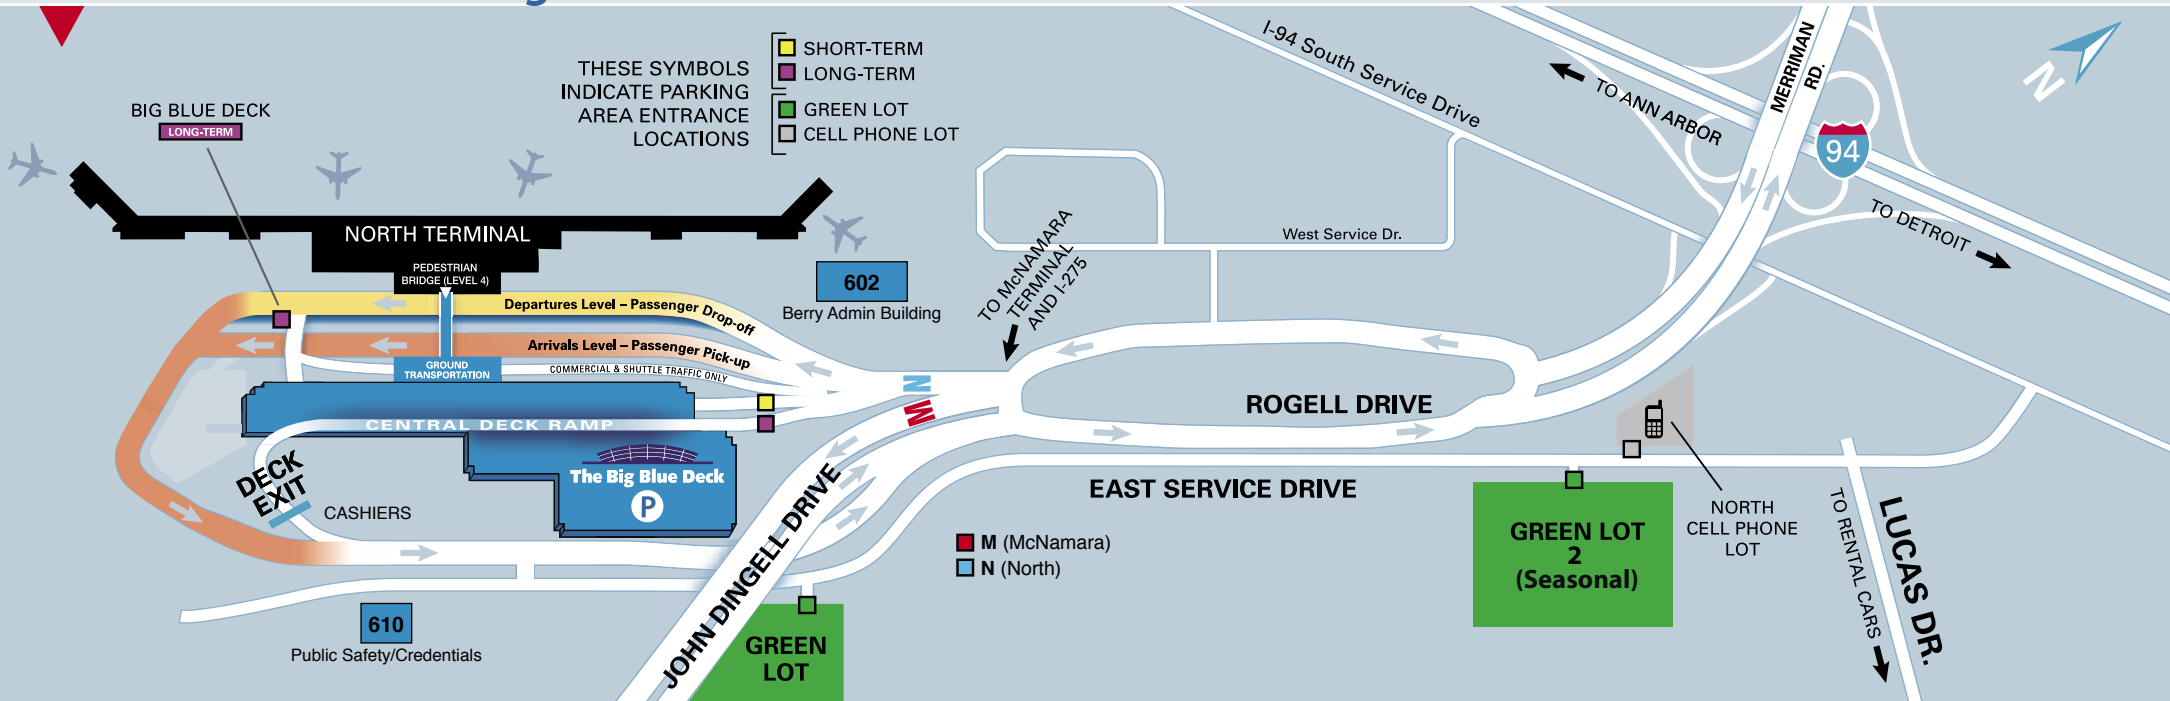 THESE SYMBOLS
INDICATE PARKING
AREA ENTRANCE
LOCATIONS
SHORT-TERM
LONG-TERM
GREEN LOT
CELL PHONE LOT
BIG BLUE DECK
LONG-TERM
NORTH TERMINAL
PEDESTRIAN
BRIDGE (LEVEL 4)
Departures Level – Passenger Drop-off
Arrivals Level – Passenger Pick-up
GROUND
TRANSPORTATION
COMMERCIAL & SHUTTLE TRAFFIC ONLY
CENTRAL DECK RAMP
The Big Blue Deck
P
DECK
EXIT
CASHIERS
610
Public Safety/Credentials
602
Berry Admin Building
TO McNAMARA
TERMINAL
AND I-275
N
M
JOHN DINGELL DRIVE
GREEN
LOT
M (McNamara)
N (North)
I-94 South Service Drive
West Service Dr.
ROGELL DRIVE
EAST SERVICE DRIVE
TO ANN ARBOR
MERRIMAN
RD.
94
TO DETROIT
N
GREEN LOT
2
(Seasonal)
NORTH
CELL PHONE
LOT
TO RENTAL CARS
LUCAS DR.